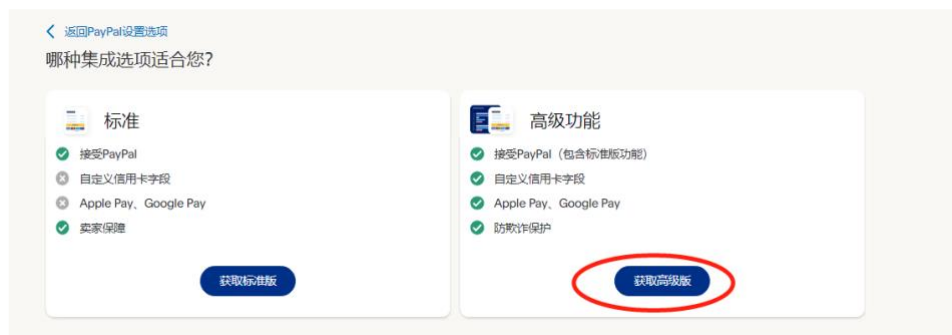 返回PayPal设置选项
哪种集成选项适合您?
标准
接受PayPal
自定义信用卡字段
Apple Pay、Google Pay
卖家保障
获取标准版
高级功能
接受PayPal（包含标准版功能）
自定义信用卡字段
Apple Pay、Google Pay
防欺诈保护
获取高级版